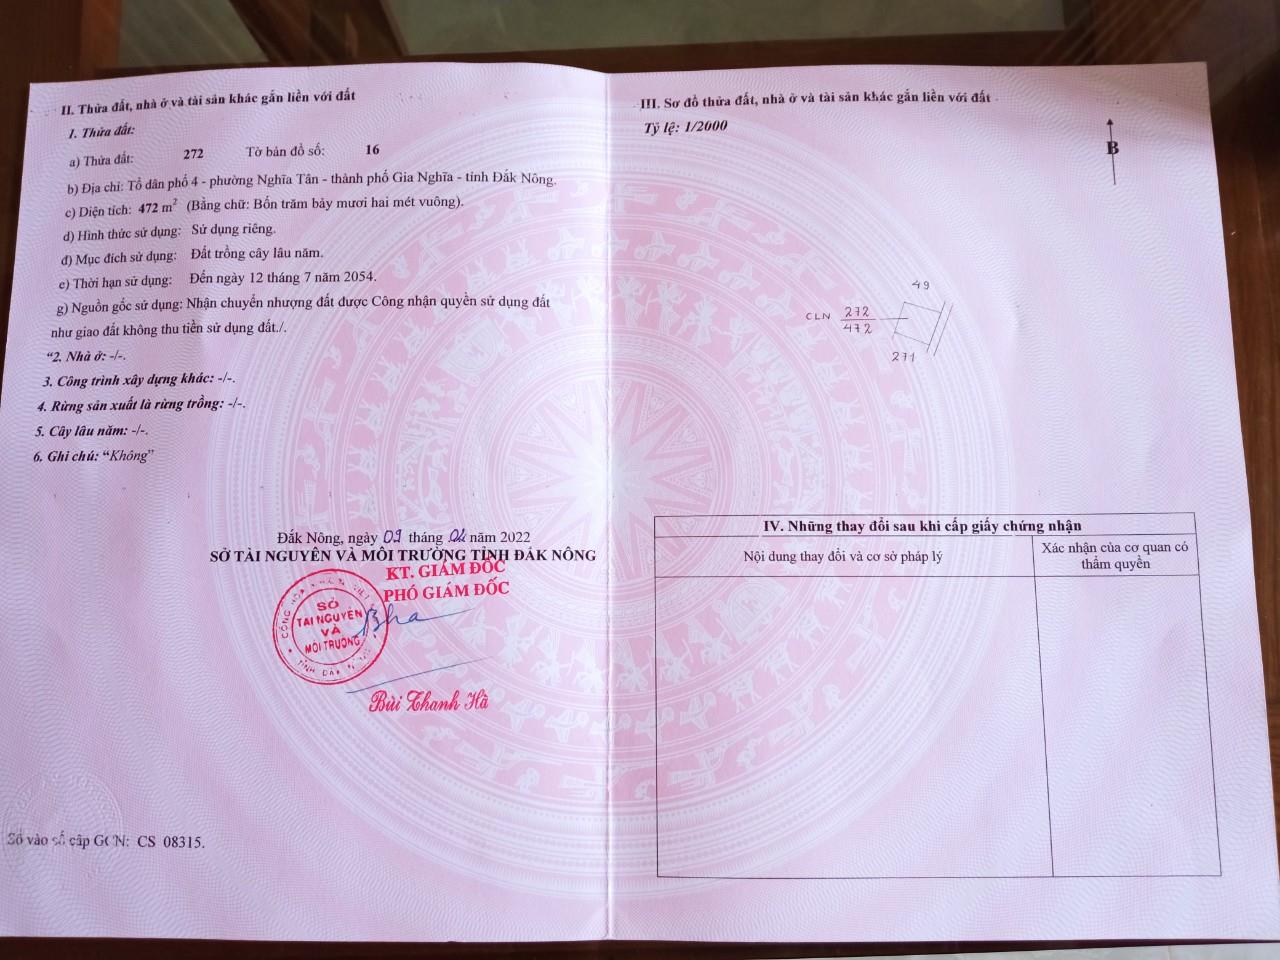 II. Thửa đất, nhà ở và tài sản khác gắn liền với đất
1. Thửa đất:
a) Thửa đất: 272 Tờ bản đồ số: 16
b) Địa chỉ: Tổ dân phố 4 - phường Nghĩa Tân - thành phố Gia Nghĩa - tỉnh Đắk Nông.
c) Diện tích: 472 m² (Bằng chữ: Bốn trăm bảy mươi hai mét vuông).
d) Hình thức sử dụng: Sử dụng riêng.
đ) Mục đích sử dụng: Đất trồng cây lâu năm.
e) Thời hạn sử dụng: Đến ngày 12 tháng 7 năm 2054.
g) Nguồn gốc sử dụng: Nhận chuyển nhượng đất được Công nhận quyền sử dụng đất
như giao đất không thu tiền sử dụng đất./.
“2. Nhà ở: -/-.
3. Công trình xây dựng khác: -/-.
4. Rừng sản xuất là rừng trồng: -/-.
5. Cây lâu năm: -/-.
6. Ghi chú: “Không”
Đắk Nông, ngày 09 tháng 02 năm 2022
SỞ TÀI NGUYÊN VÀ MÔI TRƯỜNG TỈNH ĐẮK NÔNG
KT. GIÁM ĐỐC
PHÓ GIÁM ĐỐC
SỞ
TÀI NGUYÊN
VÀ
MÔI TRƯỜNG
Bùi Thanh Hà
Số vào sổ cấp GCN: CS 08315.
III. Sơ đồ thửa đất, nhà ở và tài sản khác gắn liền với đất
Tỷ lệ: 1/2000
B
49
CLN 272
472
271
IV. Những thay đổi sau khi cấp giấy chứng nhận
Nội dung thay đổi và cơ sở pháp lý
Xác nhận của cơ quan có
thẩm quyền